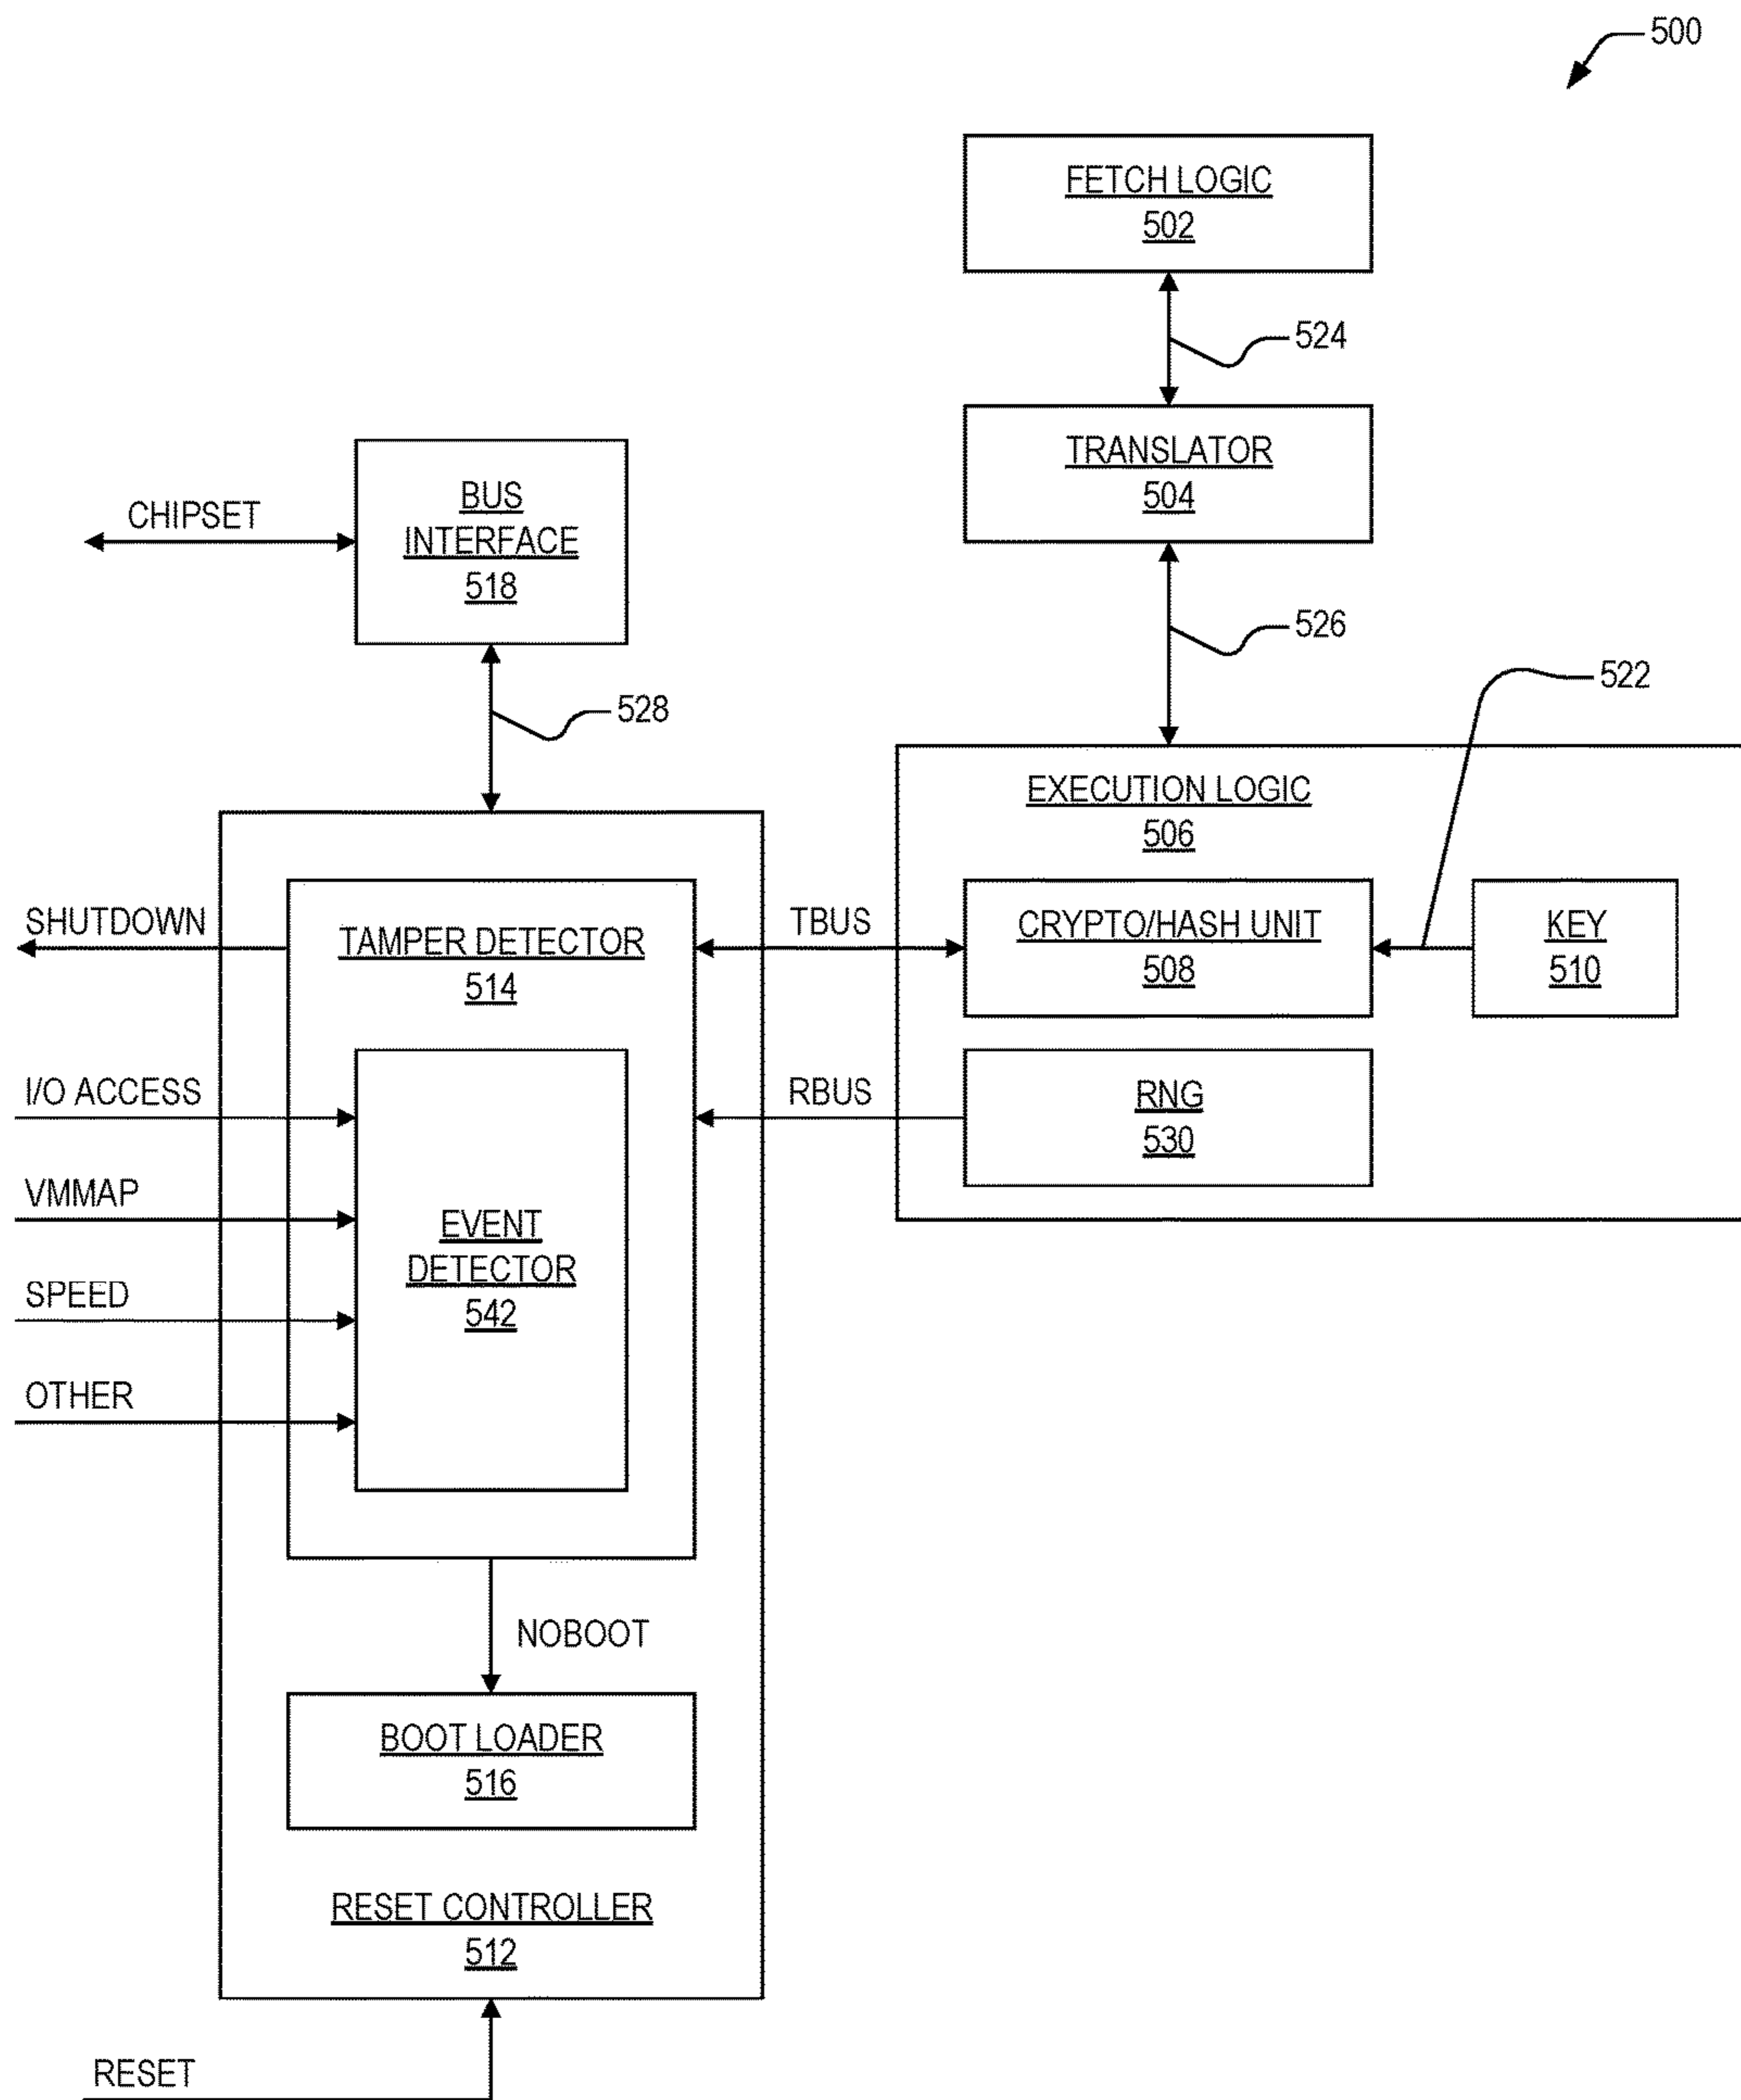 500
FETCH LOGIC
502
524
TRANSLATOR
504
CHIPSET
BUS
INTERFACE
518
526
522
528
EXECUTION LOGIC
506
SHUTDOWN
TAMPER DETECTOR
514
TBUS
CRYPTO/HASH UNIT
508
KEY
510
I/O ACCESS
RBUS
RNG
530
VMMAP
EVENT
DETECTOR
542
SPEED
OTHER
NOBOOT
BOOT LOADER
516
RESET CONTROLLER
512
RESET